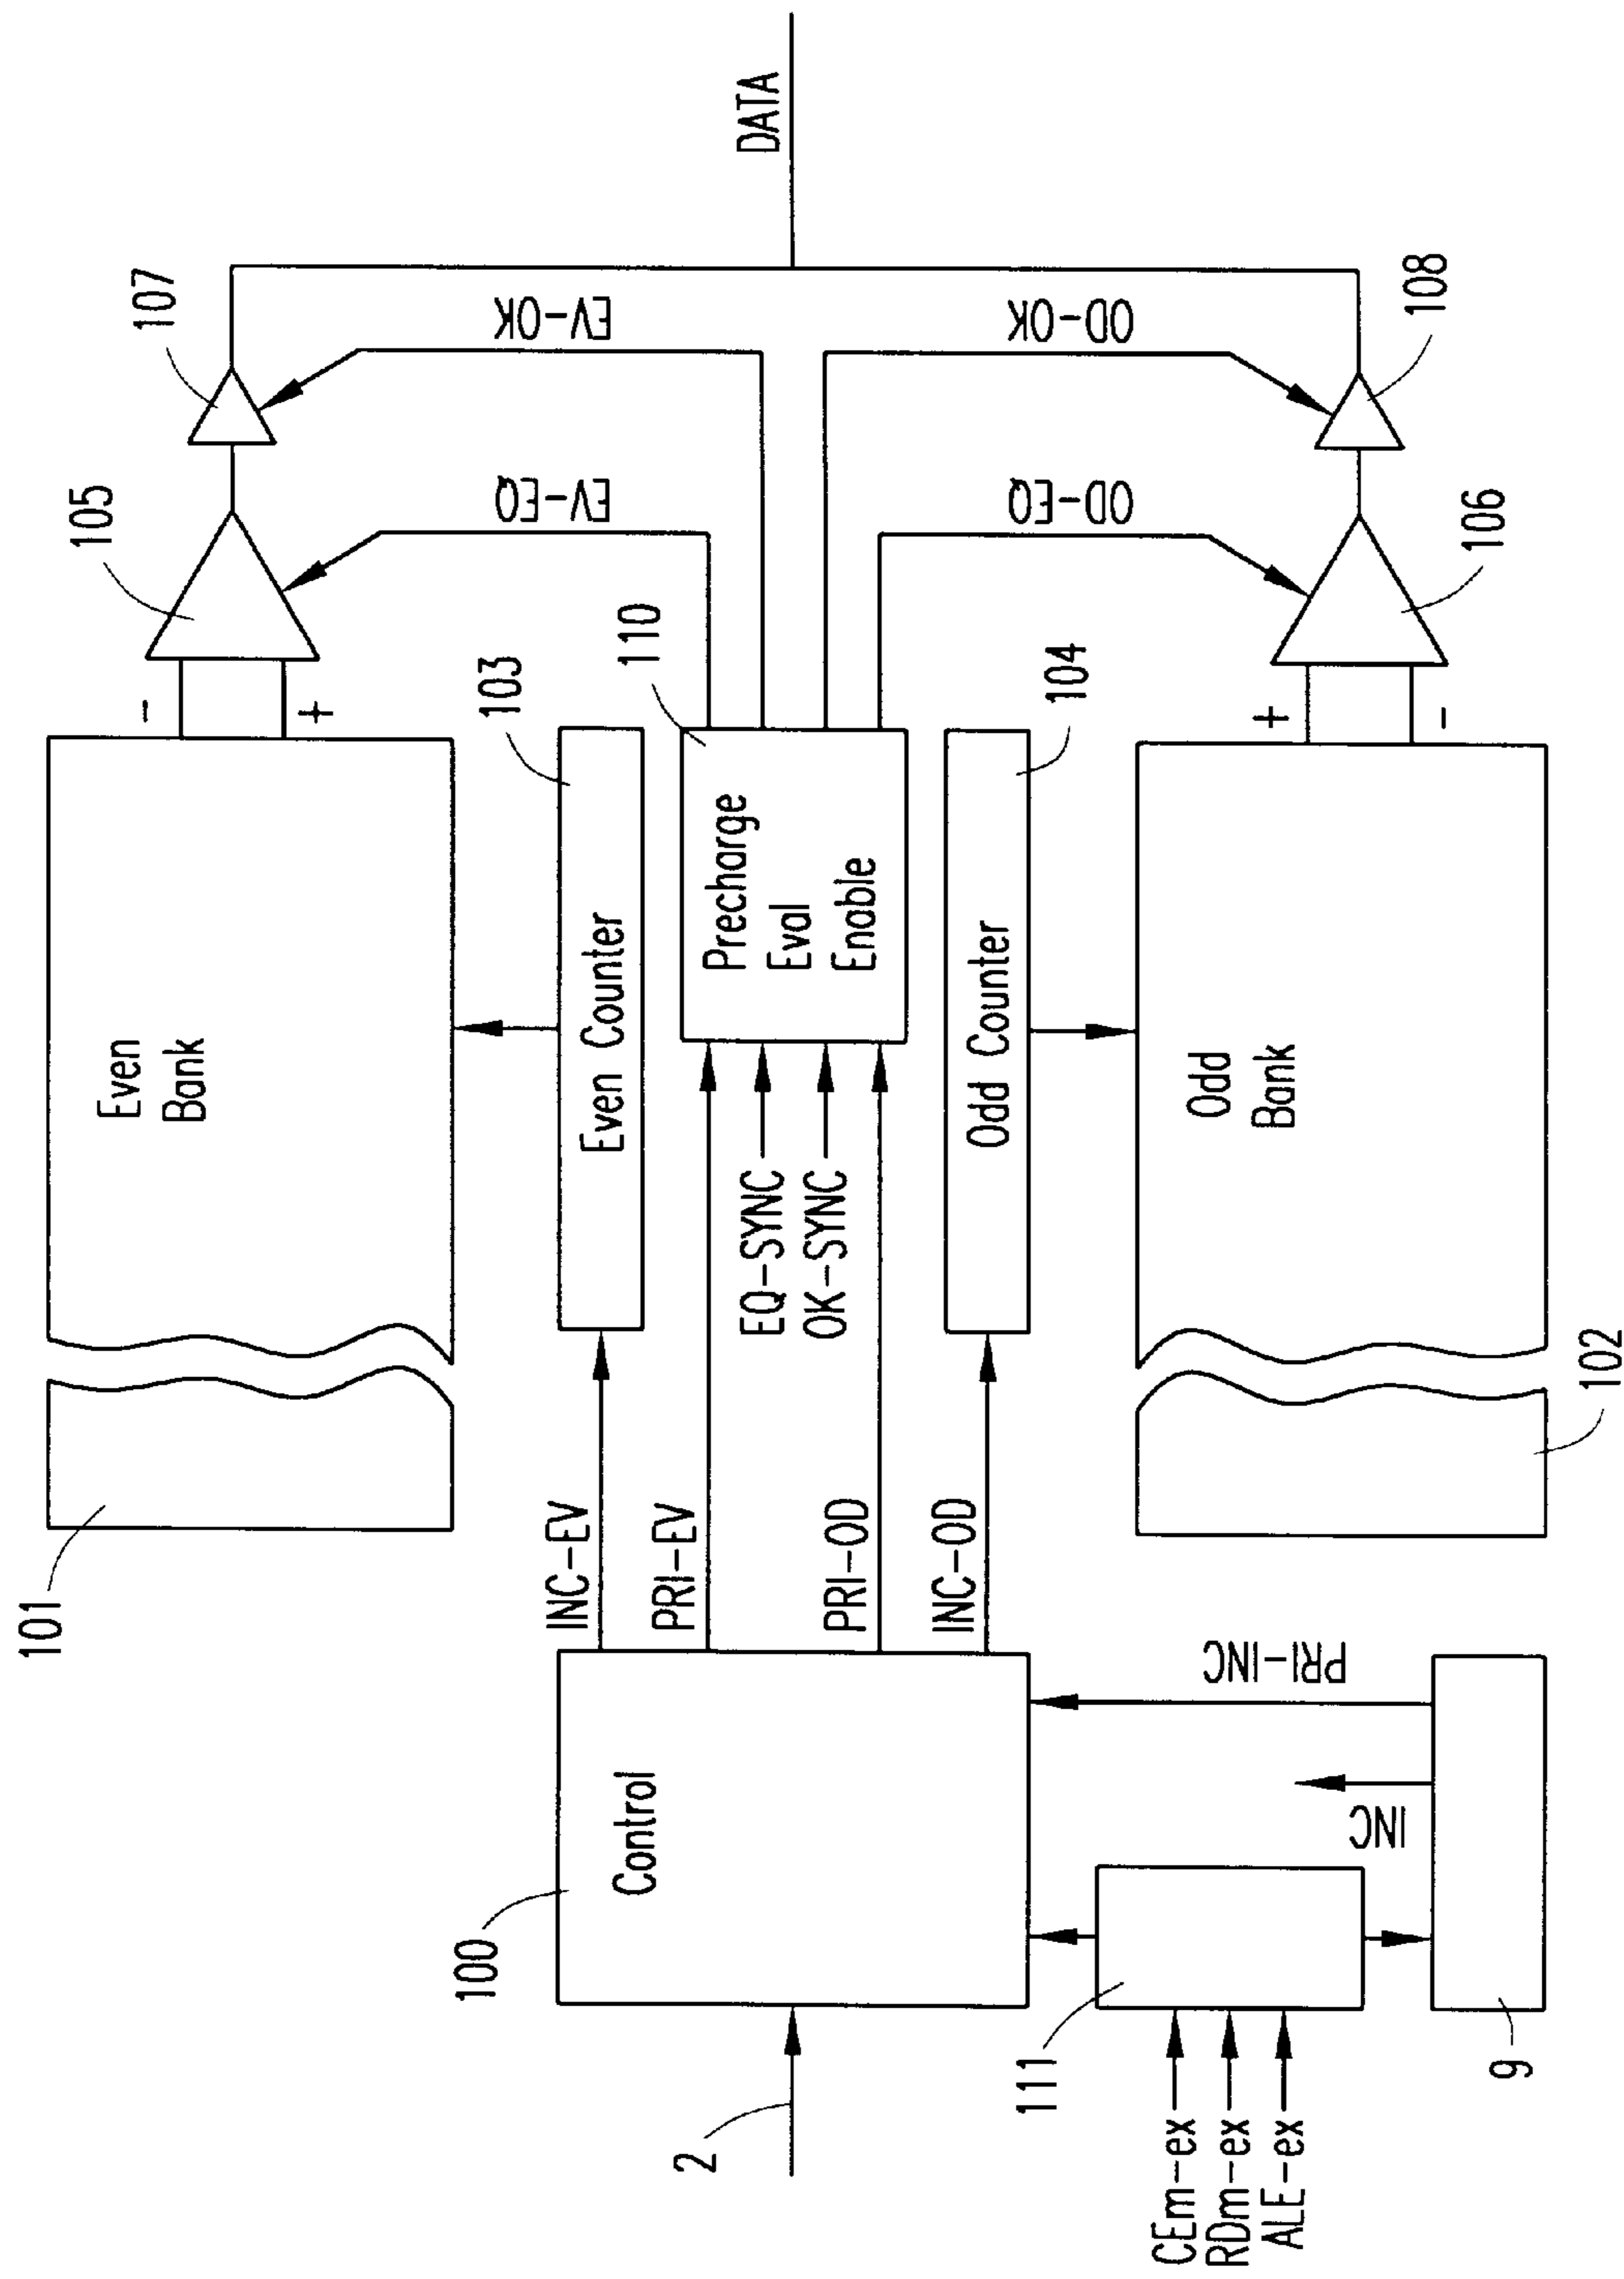 101
Even
Bank
-
+
105
107
INC-EV
Even Counter
103
EV-EQ
EV-OK
100
Control
PRI-EV
PRI-OD
INC-OD
EQ-SYNC
OK-SYNC
Precharge
Eval
Enable
110
DATA
2
Odd Counter
104
OD-EQ
OD-OK
CEm-ex
RDm-ex
ALE-ex
111
INC
PRI-INC
9
102
Odd
Bank
+
-
106
108